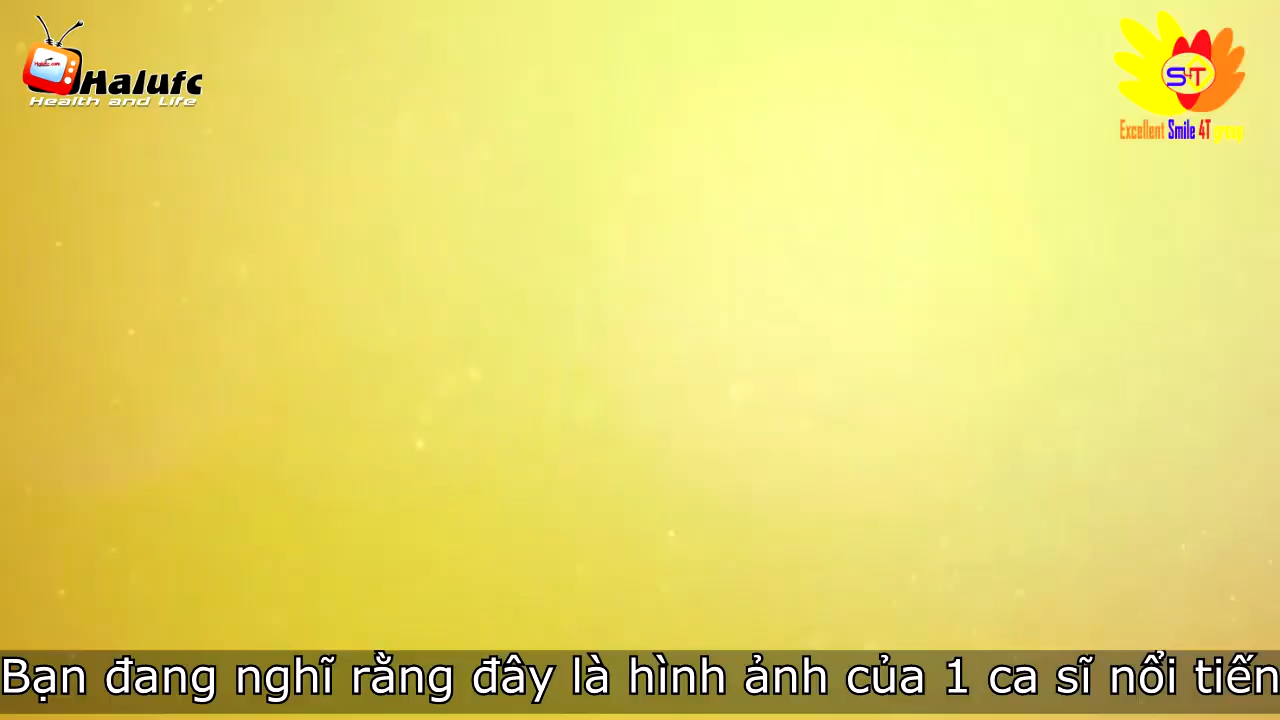 Halufc
Health and Life
S+T
Excellent Smile 4T group
Bạn đang nghĩ rằng đây là hình ảnh của 1 ca sĩ nổi tiến